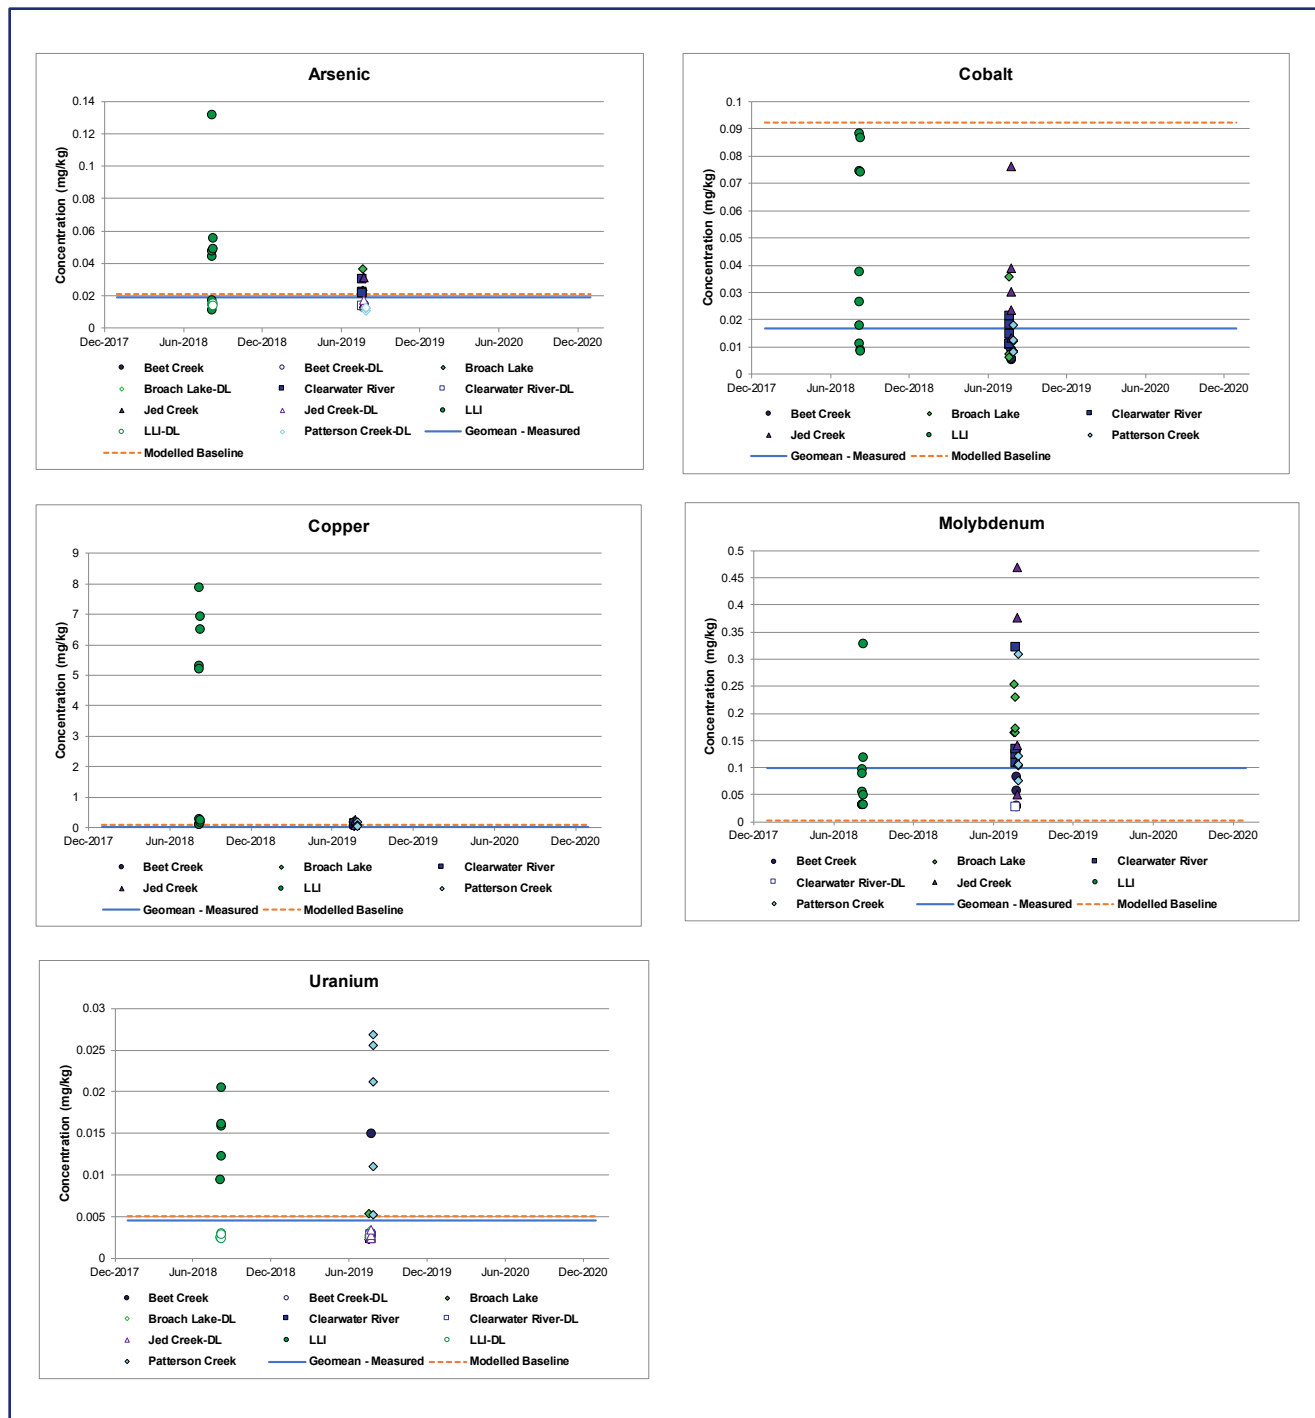 Arsenic
Concentration (mg/kg)
0.14
0.12
0.1
0.08
0.06
0.04
0.02
0
Dec-2017 Jun-2018 Dec-2018 Jun-2019 Dec-2019 Jun-2020 Dec-2020
Beet Creek Beet Creek-DL Broach Lake
Broach Lake-DL Clearwater River Clearwater River-DL
Jed Creek Jed Creek-DL LLI
LLI-DL Patterson Creek-DL Geomean - Measured
Modelled Baseline
Cobalt
Concentration (mg/kg)
0.1
0.09
0.08
0.07
0.06
0.05
0.04
0.03
0.02
0.01
0
Dec-2017 Jun-2018 Dec-2018 Jun-2019 Dec-2019 Jun-2020 Dec-2020
Beet Creek Broach Lake Clearwater River
Jed Creek LLI Patterson Creek
Geomean - Measured Modelled Baseline
Copper
Concentration (mg/kg)
9
8
7
6
5
4
3
2
1
0
Dec-2017 Jun-2018 Dec-2018 Jun-2019 Dec-2019 Jun-2020 Dec-2020
Beet Creek Broach Lake Clearwater River
Jed Creek LLI Patterson Creek
Geomean - Measured Modelled Baseline
Molybdenum
Concentration (mg/kg)
0.5
0.45
0.4
0.35
0.3
0.25
0.2
0.15
0.1
0.05
0
Dec-2017 Jun-2018 Dec-2018 Jun-2019 Dec-2019 Jun-2020 Dec-2020
Beet Creek Broach Lake Clearwater River
Clearwater River-DL Jed Creek LLI
Patterson Creek Geomean - Measured Modelled Baseline
Uranium
Concentration (mg/kg)
0.03
0.025
0.02
0.015
0.01
0.005
0
Dec-2017 Jun-2018 Dec-2018 Jun-2019 Dec-2019 Jun-2020 Dec-2020
Beet Creek Beet Creek-DL Broach Lake
Broach Lake-DL Clearwater River Clearwater River-DL
Jed Creek-DL LLI LLI-DL
Patterson Creek Geomean - Measured Modelled Baseline